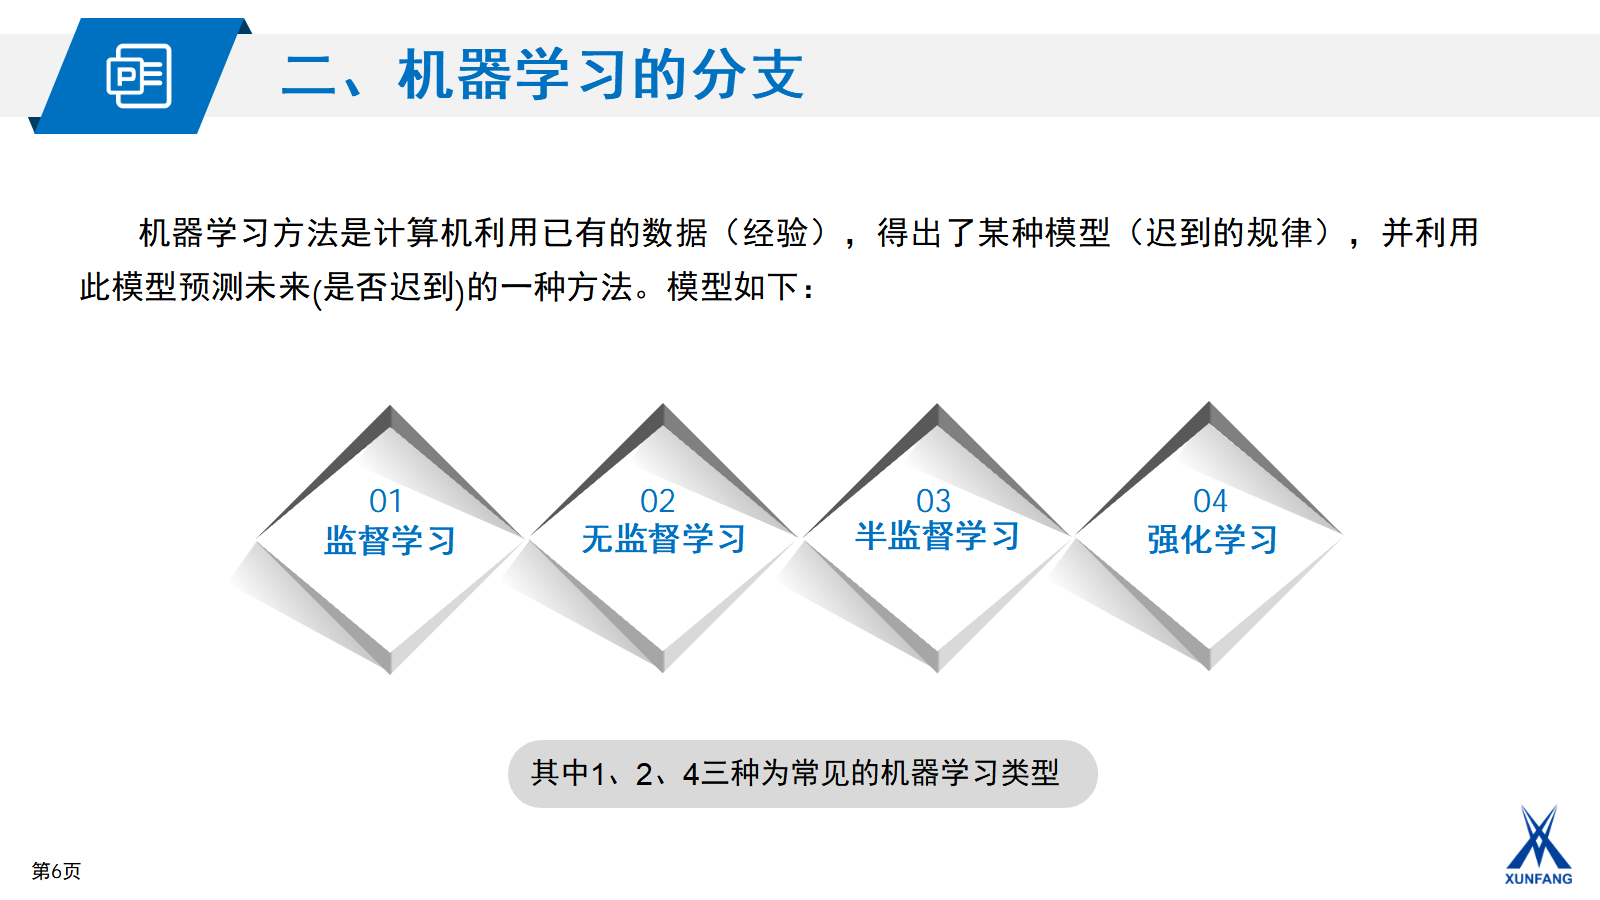 二、机器学习的分支
机器学习方法是计算机利用已有的数据（经验），得出了某种模型（迟到的规律），并利用
此模型预测未来(是否迟到)的一种方法。模型如下：
01
监督学习
02
无监督学习
03
半监督学习
04
强化学习
其中1、2、4三种为常见的机器学习类型
第6页
XUNFANG